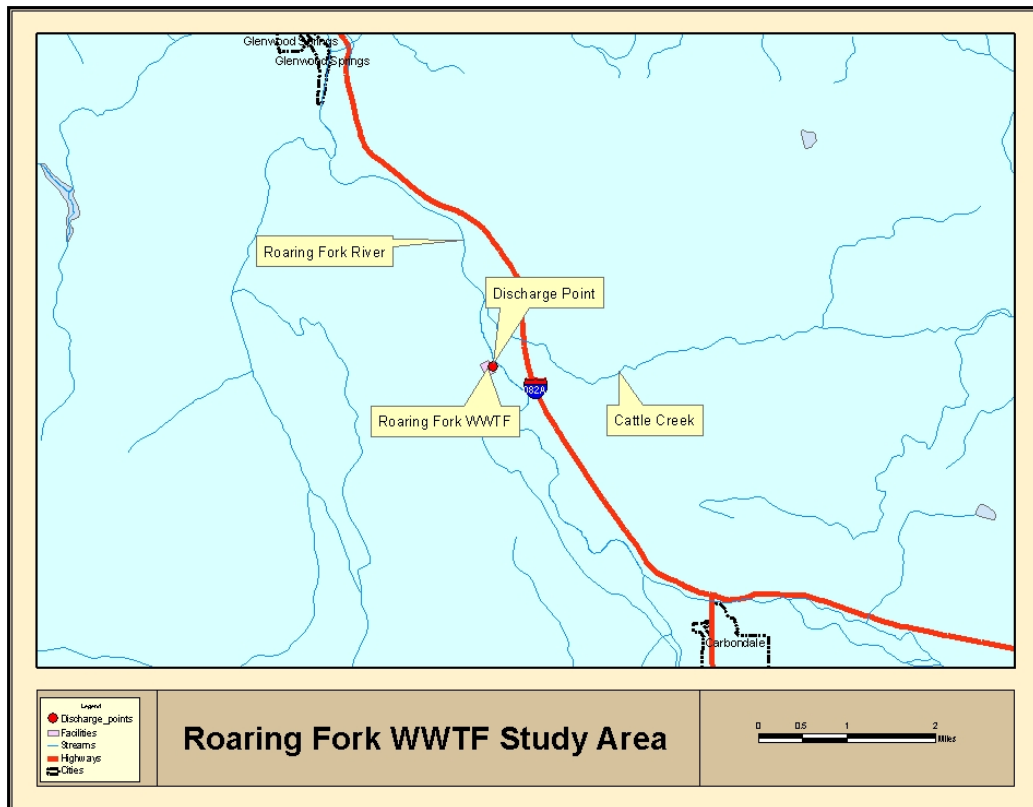 Glenwood Springs
Glenwood Springs
Roaring Fork River
Discharge Point
082A
Roaring Fork WWTF
Cattle Creek
Carbondale
Legend
Discharge_points
Facilities
Streams
Highways
Cities
Roaring Fork WWTF Study Area
0 0.5 1 2
Miles